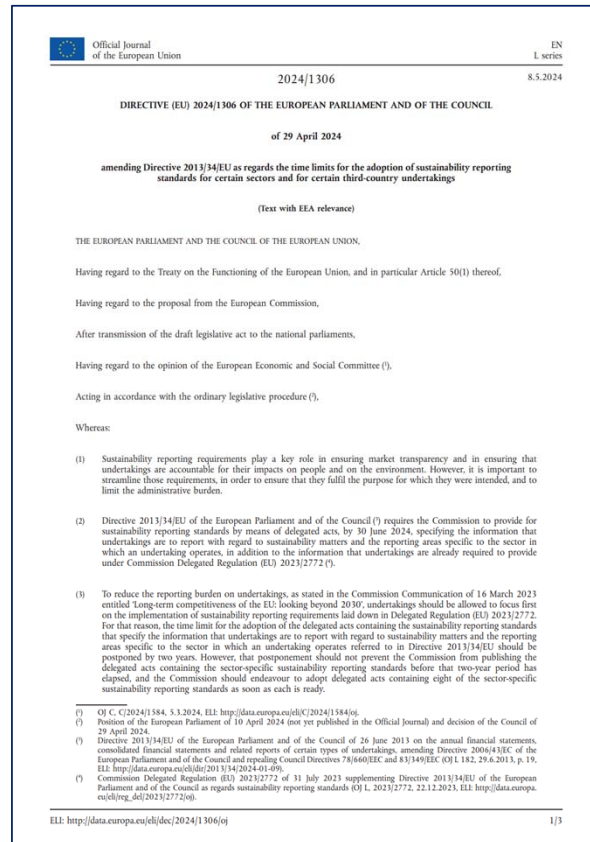 Official Journal
of the European Union
EN
L series
2024/1306
8.5.2024
DIRECTIVE (EU) 2024/1306 OF THE EUROPEAN PARLIAMENT AND OF THE COUNCIL
of 29 April 2024
amending Directive 2013/34/EU as regards the time limits for the adoption of sustainability reporting
standards for certain sectors and for certain third-country undertakings
(Text with EEA relevance)
THE EUROPEAN PARLIAMENT AND THE COUNCIL OF THE EUROPEAN UNION,
Having regard to the Treaty on the Functioning of the European Union, and in particular Article 50(1) thereof,
Having regard to the proposal from the European Commission,
After transmission of the draft legislative act to the national parliaments,
Having regard to the opinion of the European Economic and Social Committee (¹),
Acting in accordance with the ordinary legislative procedure (²),
Whereas:
(1) Sustainability reporting requirements play a key role in ensuring market transparency and in ensuring that
undertakings are accountable for their impacts on people and on the environment. However, it is important to
streamline those requirements, in order to ensure that they fulfil the purpose for which they were intended, and to
limit the administrative burden.
(2) Directive 2013/34/EU of the European Parliament and of the Council (³) requires the Commission to provide for
sustainability reporting standards by means of delegated acts, by 30 June 2024, specifying the information that
undertakings are to report with regard to sustainability matters and the reporting areas specific to the sector in
which an undertaking operates, in addition to the information that undertakings are already required to provide
under Commission Delegated Regulation (EU) 2023/2772 (⁴).
(3) To reduce the reporting burden on undertakings, as stated in the Commission Communication of 16 March 2023
entitled ‘Long-term competitiveness of the EU: looking beyond 2030’, undertakings should be allowed to focus first
on the implementation of sustainability reporting requirements laid down in Delegated Regulation (EU) 2023/2772.
For that reason, the time limit for the adoption of the delegated acts containing the sustainability reporting standards
that specify the information that undertakings are to report with regard to sustainability matters and the reporting
areas specific to the sector in which an undertaking operates referred to in Directive 2013/34/EU should be
postponed by two years. However, that postponement should not prevent the Commission from publishing the
delegated acts containing the sector-specific sustainability reporting standards before that two-year period has
elapsed, and the Commission should endeavour to adopt delegated acts containing eight of the sector-specific
sustainability reporting standards as soon as each is ready.
(¹) OJ C, C/2024/1584, 5.3.2024, ELI: http://data.europa.eu/eli/C/2024/1584/oj.
(²) Position of the European Parliament of 10 April 2024 (not yet published in the Official Journal) and decision of the Council of
29 April 2024.
(³) Directive 2013/34/EU of the European Parliament and of the Council of 26 June 2013 on the annual financial statements,
consolidated financial statements and related reports of certain types of undertakings, amending Directive 2006/43/EC of the
European Parliament and of the Council and repealing Council Directives 78/660/EEC and 83/349/EEC (OJ L 182, 29.6.2013, p. 19,
ELI: http://data.europa.eu/eli/dir/2013/34/2024-01-09).
(⁴) Commission Delegated Regulation (EU) 2023/2772 of 31 July 2023 supplementing Directive 2013/34/EU of the European
Parliament and of the Council as regards sustainability reporting standards (OJ L, 2023/2772, 22.12.2023, ELI: http://data.europa.
eu/eli/reg_del/2023/2772/oj).
ELI: http://data.europa.eu/eli/dec/2024/1306/oj
1/3